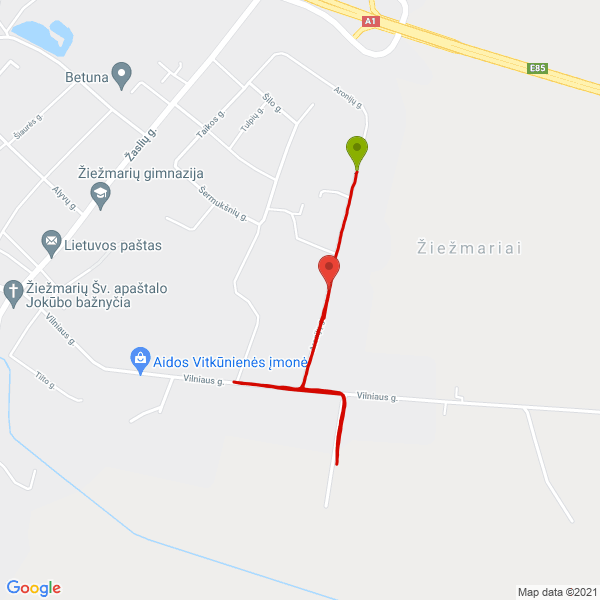 A1
E85
Betuna
Aronijų g.
Šilo g.
Tulpių g.
Taikos g.
Šiaurės g.
Žaslių g.
Žiežmarių gimnazija
Alyvų g.
Šermukšnių g.
Lietuvos paštas
Žiežmariai
Žiežmarių Šv. apaštalo
Jokūbo bažnyčia
Vilniaus g.
Aidos Vitkūnienės įmonė
Tilto g.
Vilniaus g.
Vilniaus g.
Google
Map data ©2021